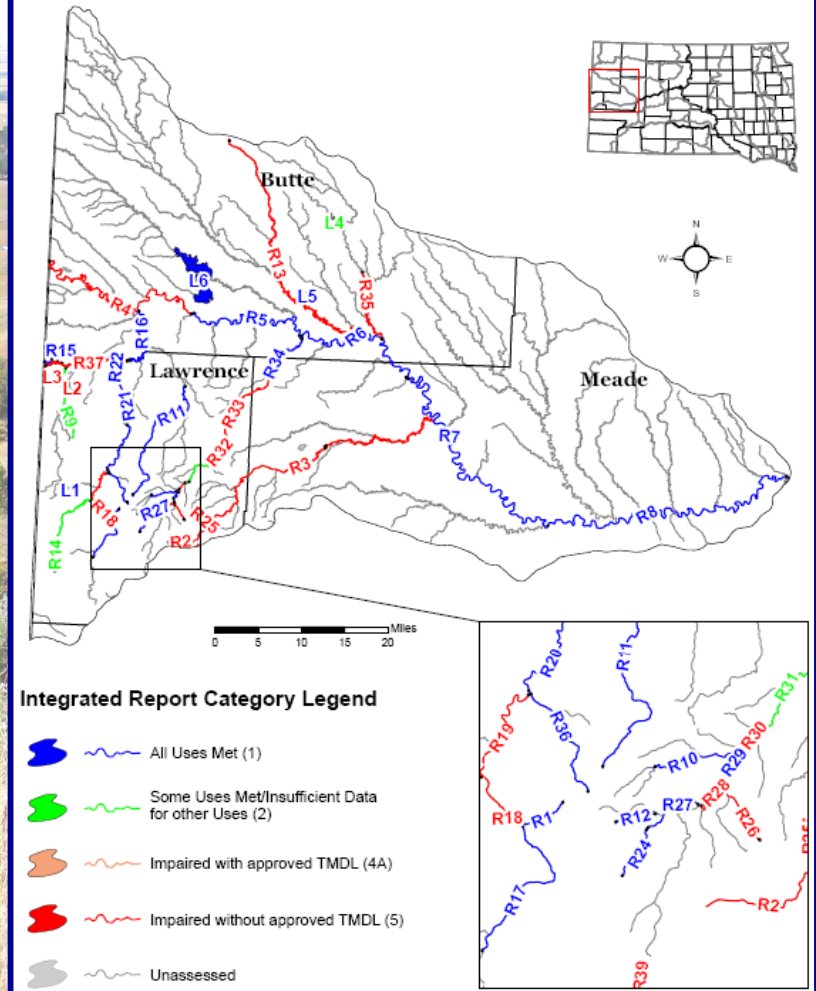 Butte
L4
N
W E
S
R13
L6
L5
R35
R4
R16
R5
R6
R34
R15
R37
R22
Lawrence
L3
L2
R9
R21
R11
R33
Meade
R7
R32
R3
L1
R18
R27
R25
R2
R8
R14
Miles
0 5 10 15 20
Integrated Report Category Legend
All Uses Met (1)
Some Uses Met/Insufficient Data
for other Uses (2)
Impaired with approved TMDL (4A)
Impaired without approved TMDL (5)
Unassessed
R20
R11
R31
R36
R19
R30
R10
R29
R28
R18
R1
R12
R27
R26
R24
R25
R17
R2
R39